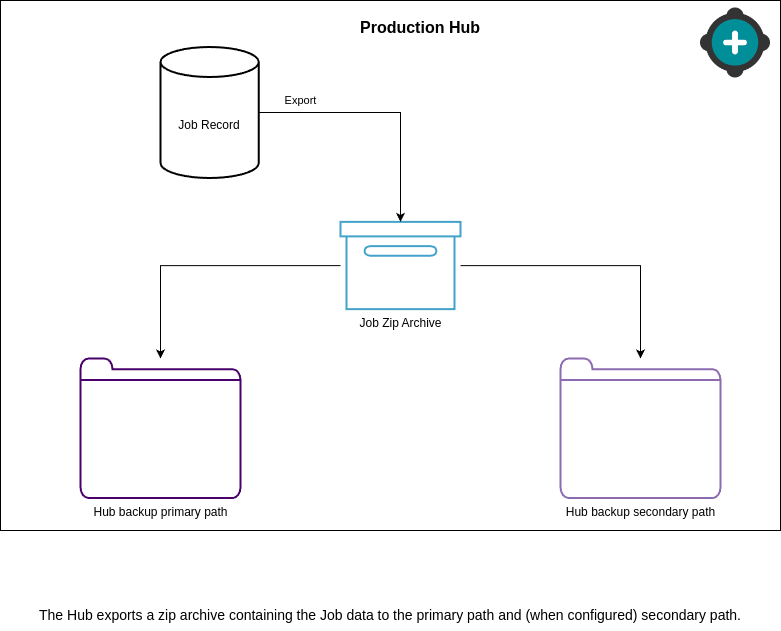 Production Hub
Export
Job Record
Job Zip Archive
Hub backup primary path
Hub backup secondary path
The Hub exports a zip archive containing the Job data to the primary path and (when configured) secondary path.